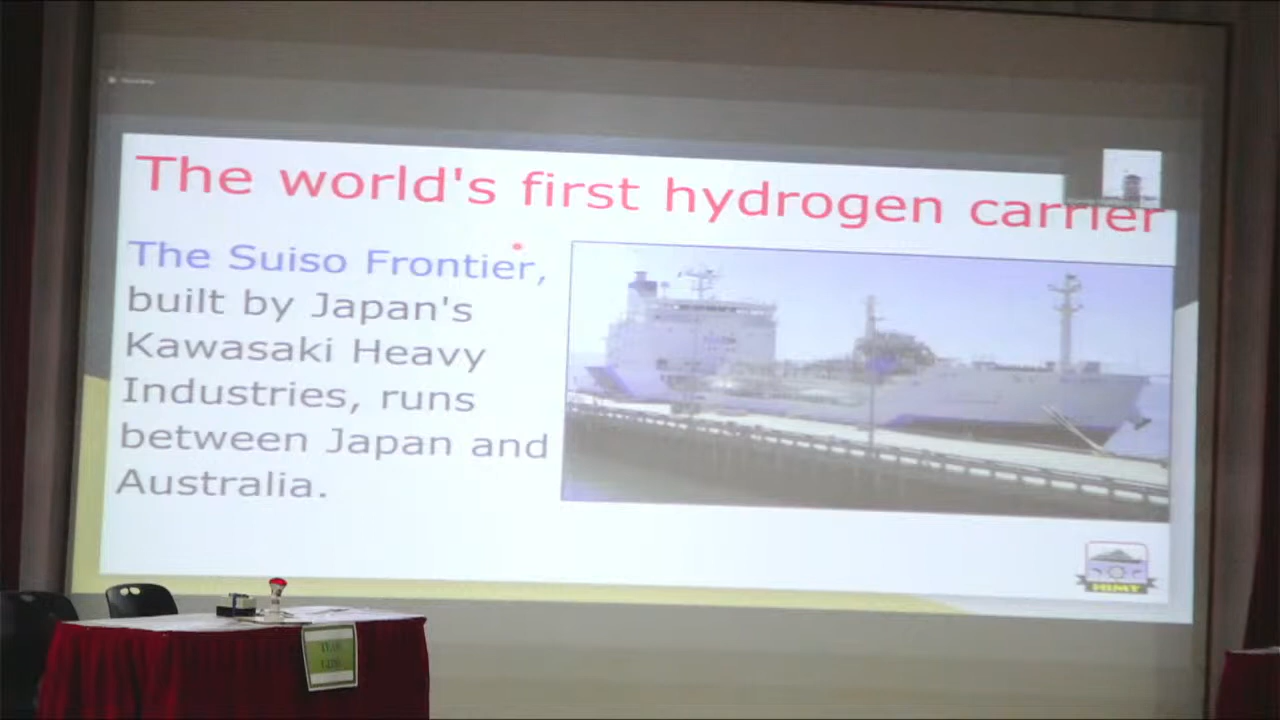 The world's first hydrogen carrier
The Suiso Frontier,
built by Japan's
Kawasaki Heavy
Industries, runs
between Japan and
Australia.